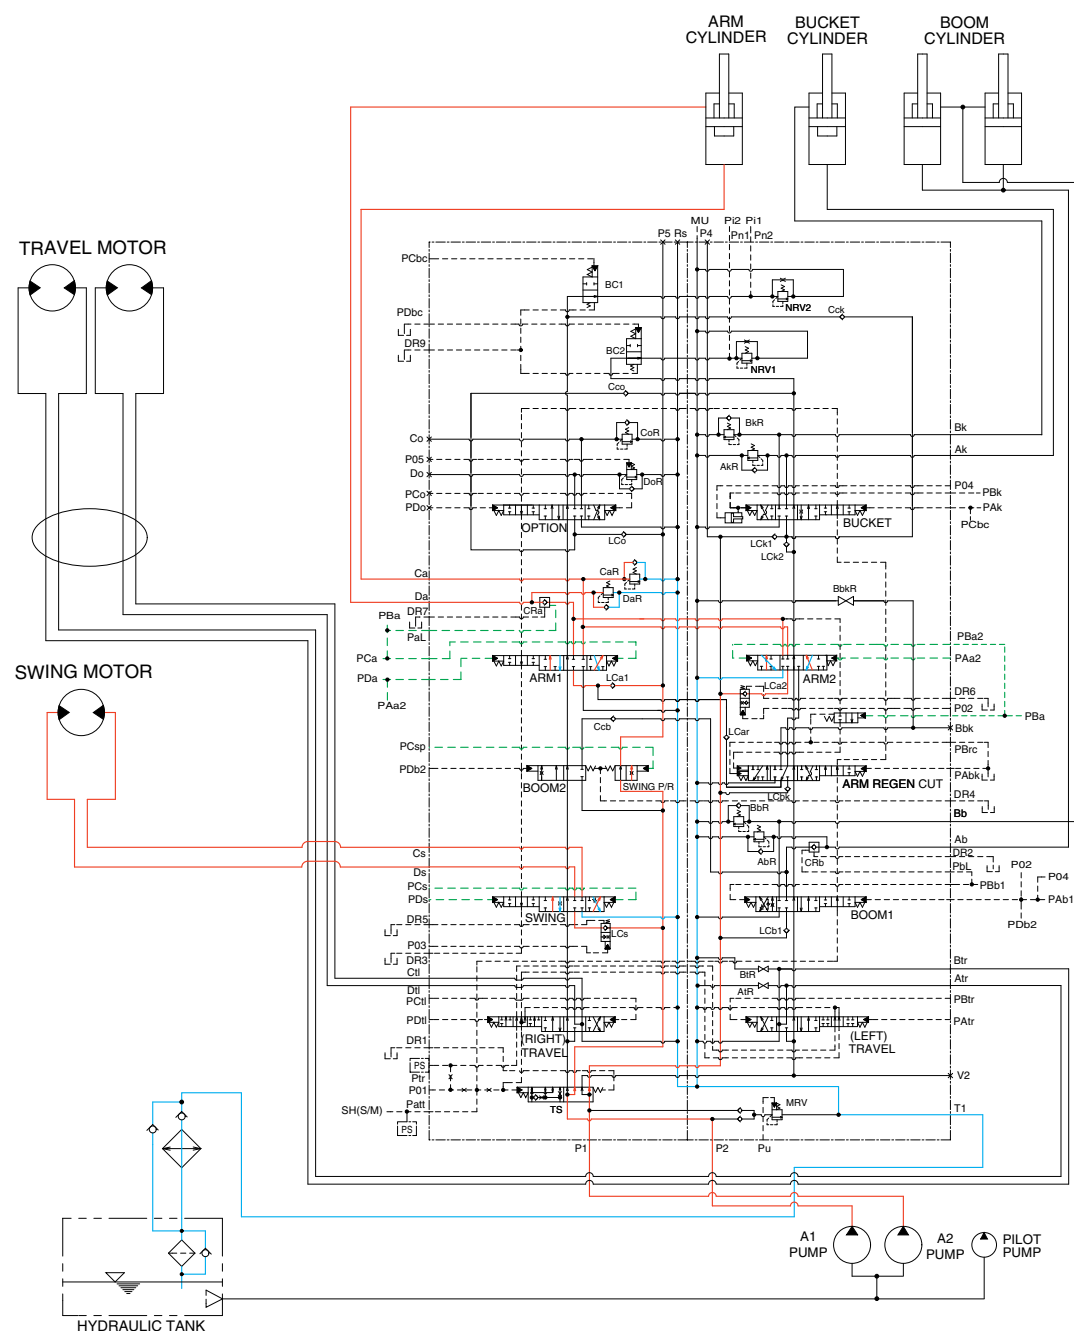 ARM
CYLINDER
BUCKET
CYLINDER
BOOM
CYLINDER
TRAVEL MOTOR
SWING MOTOR
MU
P5 Rs
P4
Pi2 Pi1
Pn1 Pn2
PCbc
BC1
NRV2
Cck
PDbc
DR9
BC2
NRV1
Cco
Co
CoR
BkR
Bk
P05
Ak
Do
DoR
AkR
PCo
P04
PBk
PDo
PAk
OPTION
BUCKET
PCbc
LCo
LCk1
LCk2
Ca
CaR
Da
DaR
BbkR
CRa
PBa
DR7
PaL
PBa2
PCa
PAa2
ARM1
ARM2
PDa
LCa1
LCa2
PAa2
DR6
P02
PBa
Ccb
LCar
Bbk
PCsp
PBrc
PDb2
PAbk
BOOM2
SWING P/R
ARM REGEN CUT
LCbk
DR4
BbR
Bb
AbR
CRb
Ab
Cs
DR2
Ds
PbL
P02
PCs
PBb1
P04
PDs
PAb1
SWING
BOOM1
DR5
PDb2
LCs
LCb1
P03
DR3
Btr
Ctl
BtR
Atr
Dtl
AtR
PCtl
PBtr
PDtl
PAtr
(RIGHT)
TRAVEL
(LEFT)
TRAVEL
DR1
PS
Ptr
V2
P01
Patt
TS
MRV
SH(S/M)
T1
PS
P1
P2
Pu
A1
PUMP
A2
PUMP
PILOT
PUMP
HYDRAULIC TANK